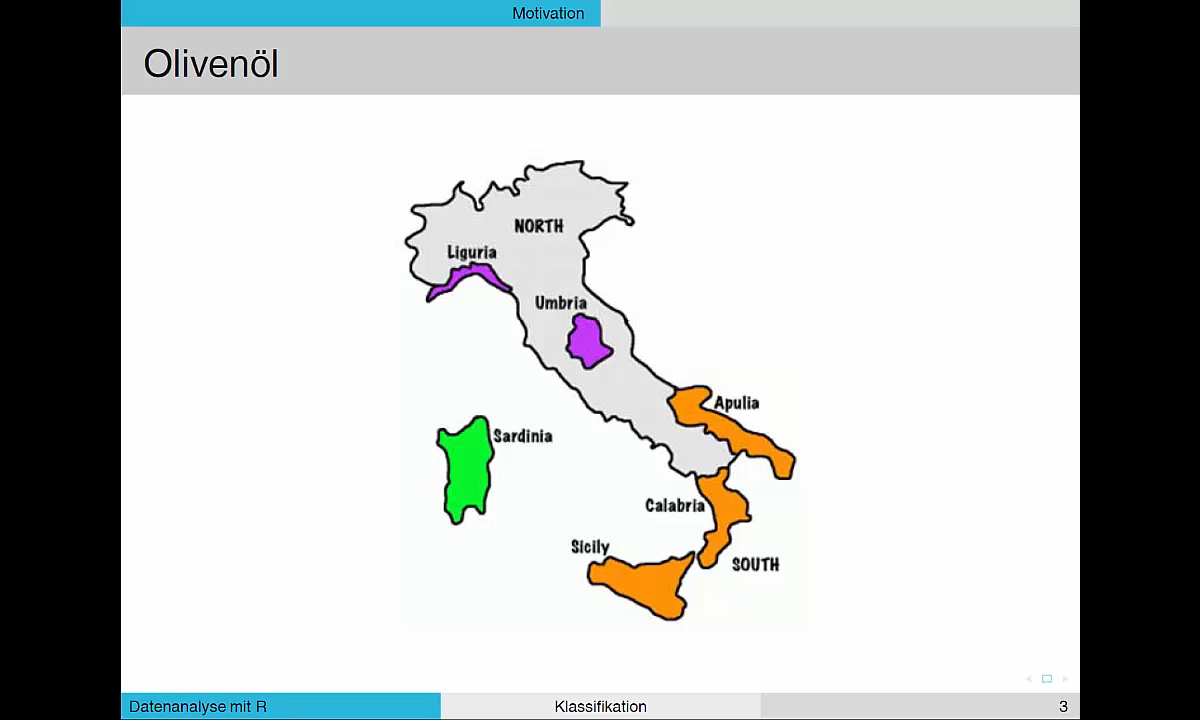 Motivation
Olivenöl
NORTH
Liguria
Umbria
Apulia
Sardinia
Calabria
Sicily
SOUTH
Datenanalyse mit R
Klassifikation
3